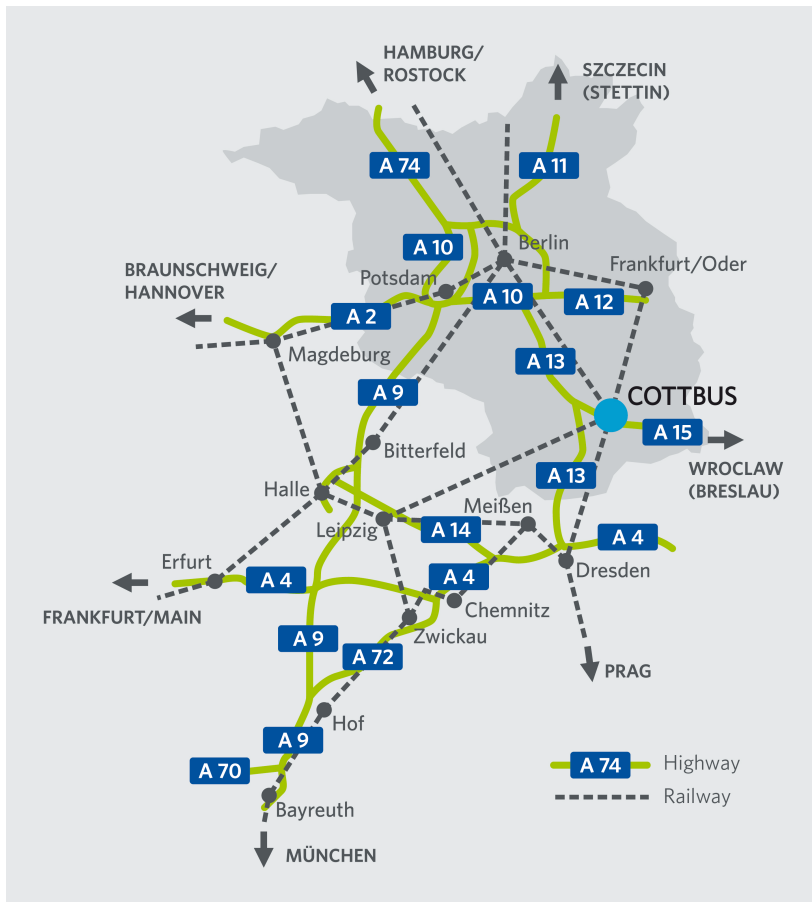 HAMBURG/
ROSTOCK
SZCZECIN
(STETTIN)
A 74
A 11
A 10
Berlin
Potsdam
Frankfurt/Oder
BRAUNSCHWEIG/
HANNOVER
A 10
A 12
A 2
Magdeburg
A 13
A 9
COTTBUS
A 15
Bitterfeld
WROCLAW
(BRESLAU)
A 13
Halle
Meißen
Leipzig
A 14
A 4
Erfurt
Dresden
A 4
A 4
FRANKFURT/MAIN
Chemnitz
Zwickau
A 9
A 72
PRAG
Hof
A 9
A 70
A 74
Highway
Railway
Bayreuth
MÜNCHEN